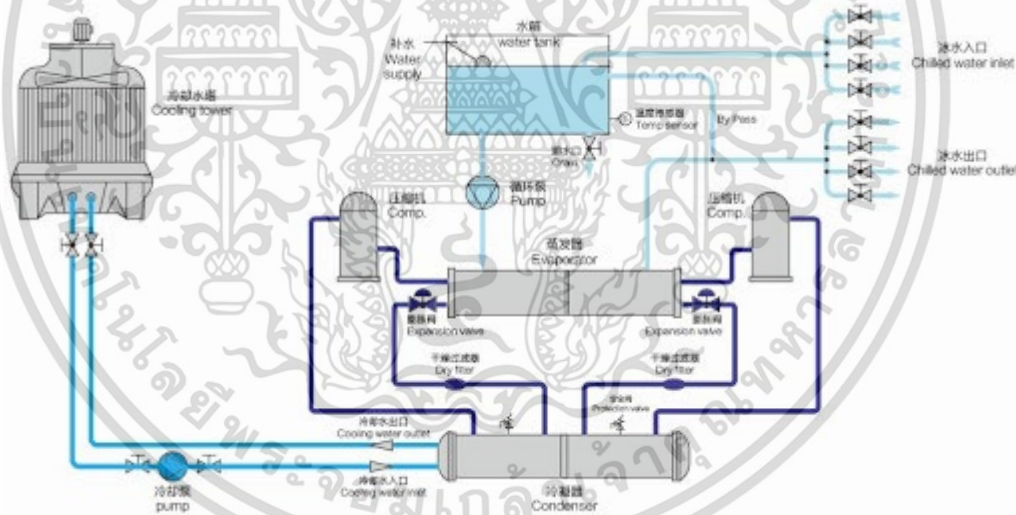 水箱
water tank
补水
Water
supply
冷却水塔
Cooling tower
冰水入口
Chilled water inlet
温度传感器
Temp sensor
By Pass
排水口
Drain
冰水出口
Chilled water outlet
循环泵
Pump
压缩机
Comp.
压缩机
Comp.
蒸发器
Evaporator
膨胀阀
Expansion valve
膨胀阀
Expansion valve
干燥过滤器
Dry filter
干燥过滤器
Dry filter
安全阀
Protection valve
冷却水出口
Cooling water outlet
冷却水入口
Cooling water inlet
冷却泵
pump
冷凝器
Condenser